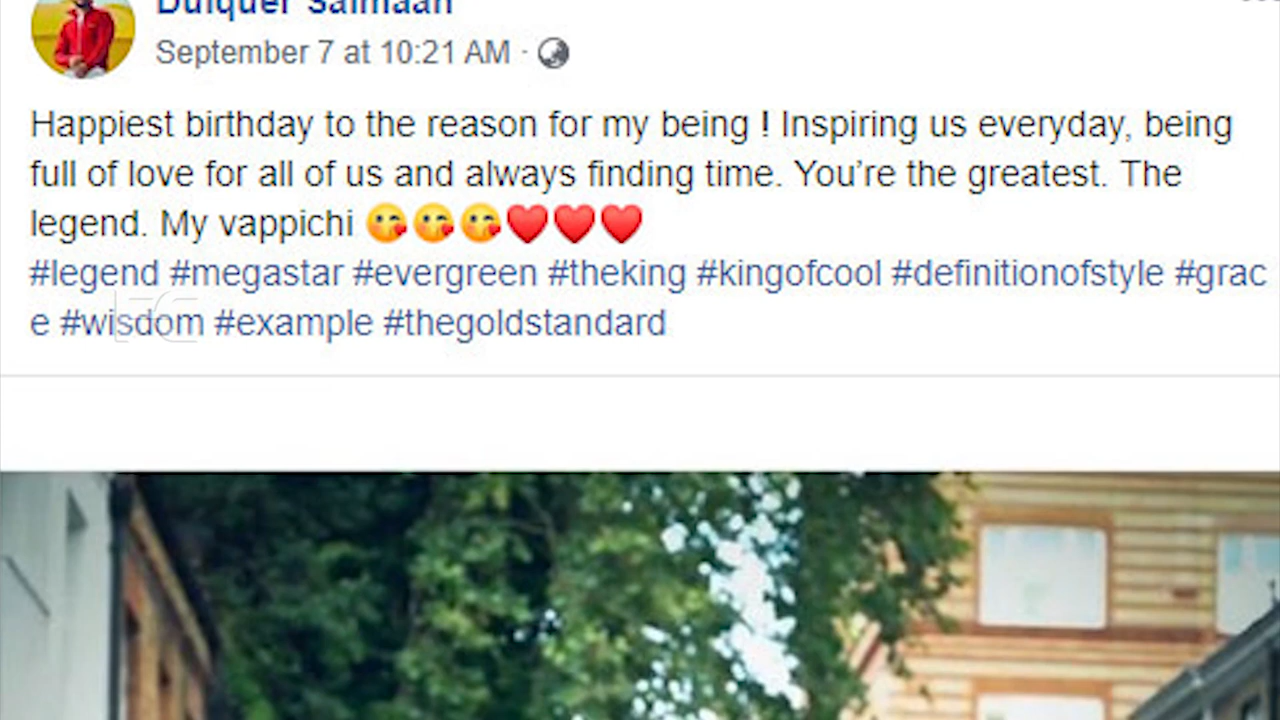 Dulquer Salmaan
September 7 at 10:21 AM ·
Happiest birthday to the reason for my being ! Inspiring us everyday, being
full of love for all of us and always finding time. You’re the greatest. The
legend. My vappichi 😘😘😘❤️❤️❤️
#legend #megastar #evergreen #theking #kingofcool #definitionofstyle #grac
e #wisdom #example #thegoldstandard